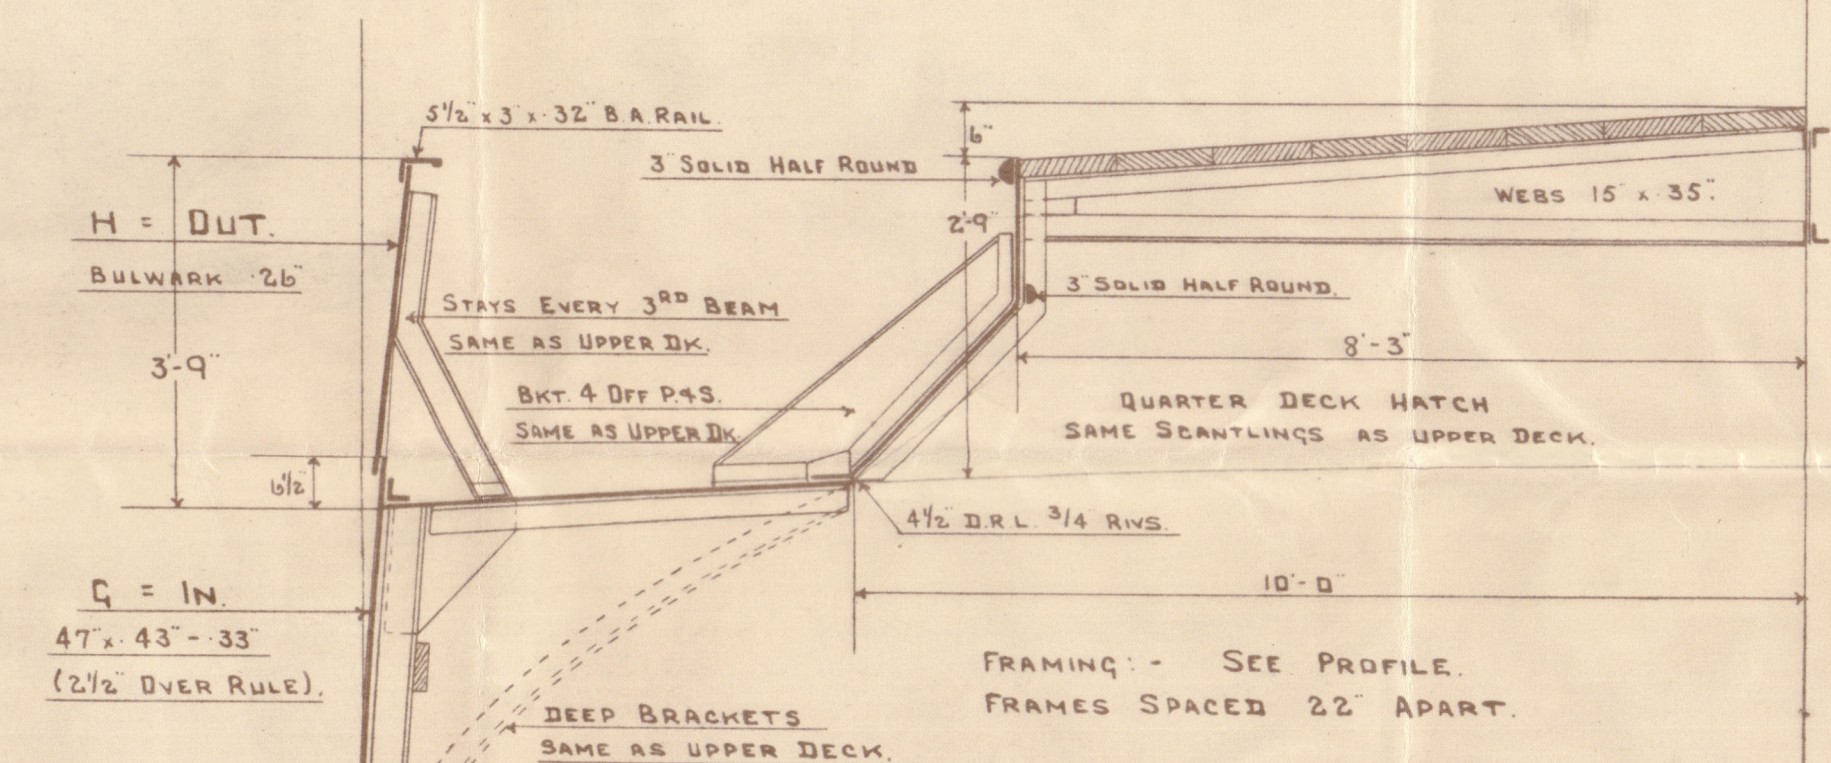 5½" x 3" x ·32" B.A. RAIL.
6"
3" SOLID HALF ROUND
WEBS 15" x ·35".
H = OUT.
2'-9"
BULWARK ·26"
3" SOLID HALF ROUND.
STAYS EVERY 3RD BEAM
SAME AS UPPER DK.
8'-3"
3'-9"
BKT. 4 OFF P.&S.
SAME AS UPPER DK.
QUARTER DECK HATCH
SAME SCANTLINGS AS UPPER DECK.
6½"
4½" D.R.L. ¾" RIVS.
10'-0"
G = IN.
47" x ·43" - ·33"
(2½" OVER RULE).
FRAMING:- SEE PROFILE.
FRAMES SPACED 22" APART.
DEEP BRACKETS
SAME AS UPPER DECK.